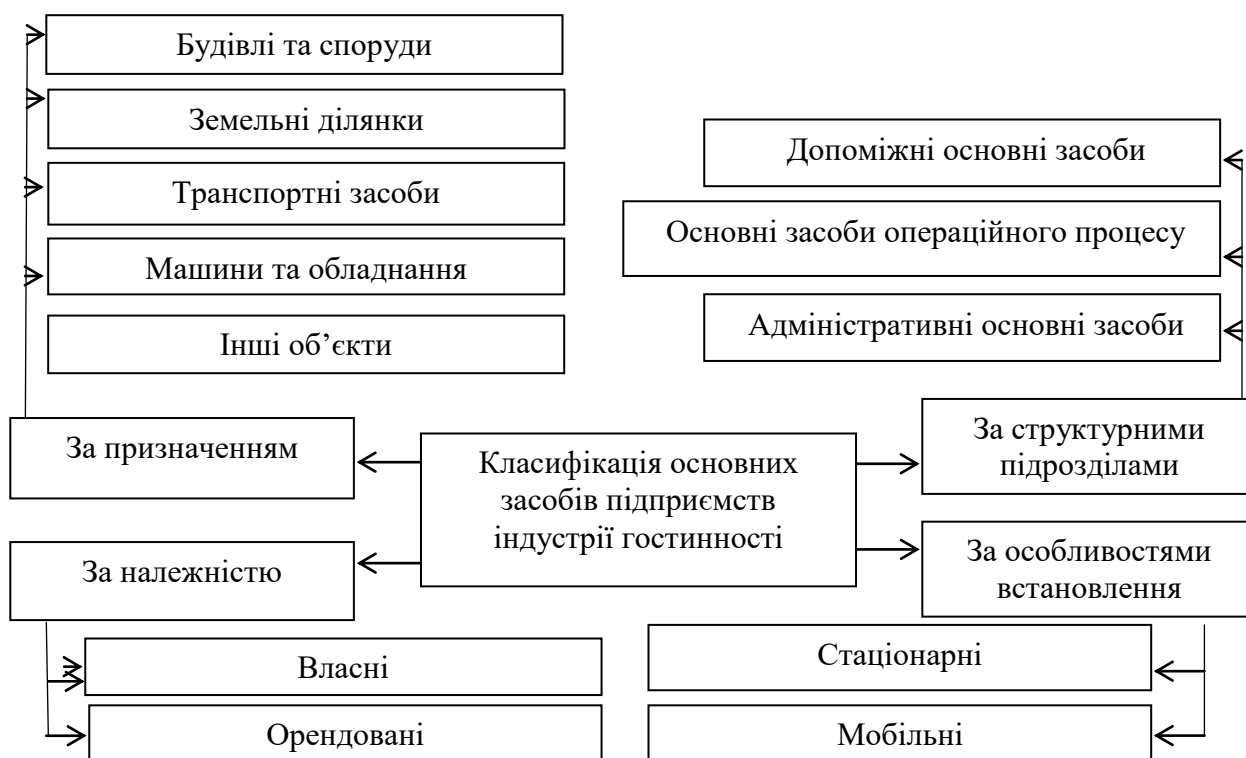 Будівлі та споруди
Земельні ділянки
Транспортні засоби
Машини та обладнання
Інші об’єкти
Допоміжні основні засоби
Основні засоби операційного процесу
Адміністративні основні засоби
За призначенням
Класифікація основних
засобів підприємств
індустрії гостинності
За структурними
підрозділами
За належністю
За особливостями
встановлення
Власні
Орендовані
Стаціонарні
Мобільні